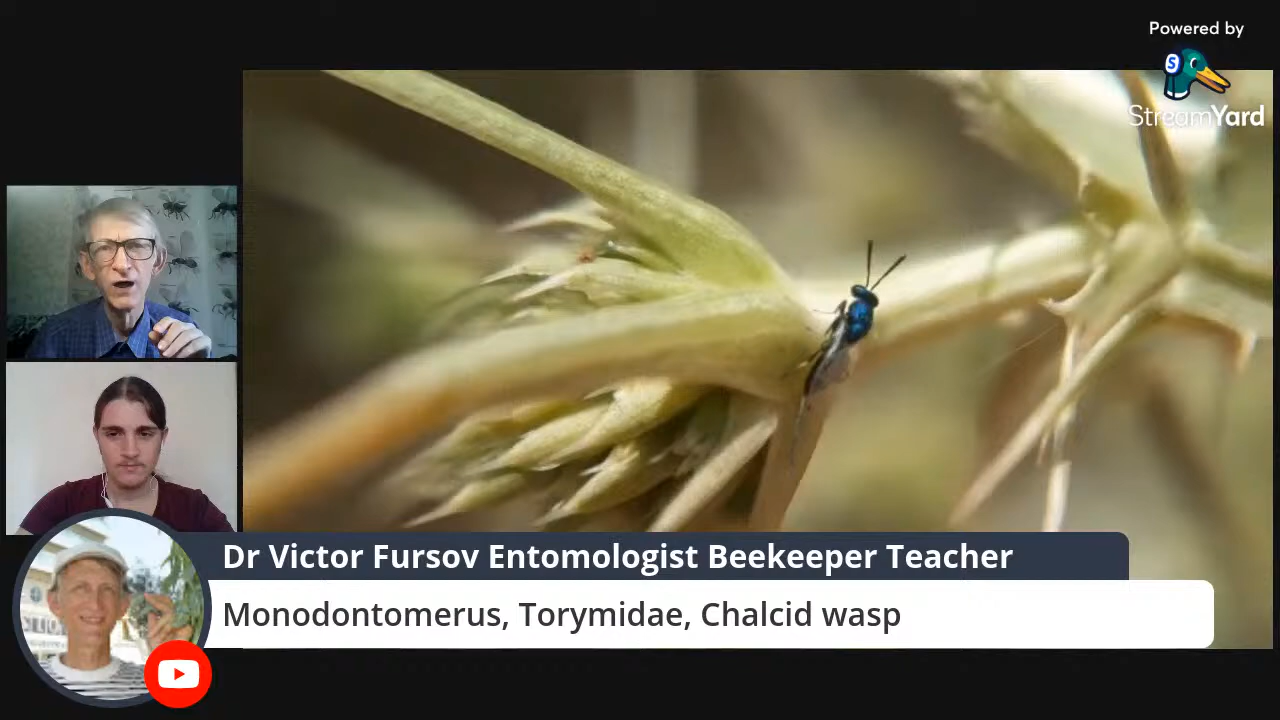 Powered by
S
StreamYard
Dr Victor Fursov Entomologist Beekeeper Teacher
Monodontomerus, Torymidae, Chalcid wasp